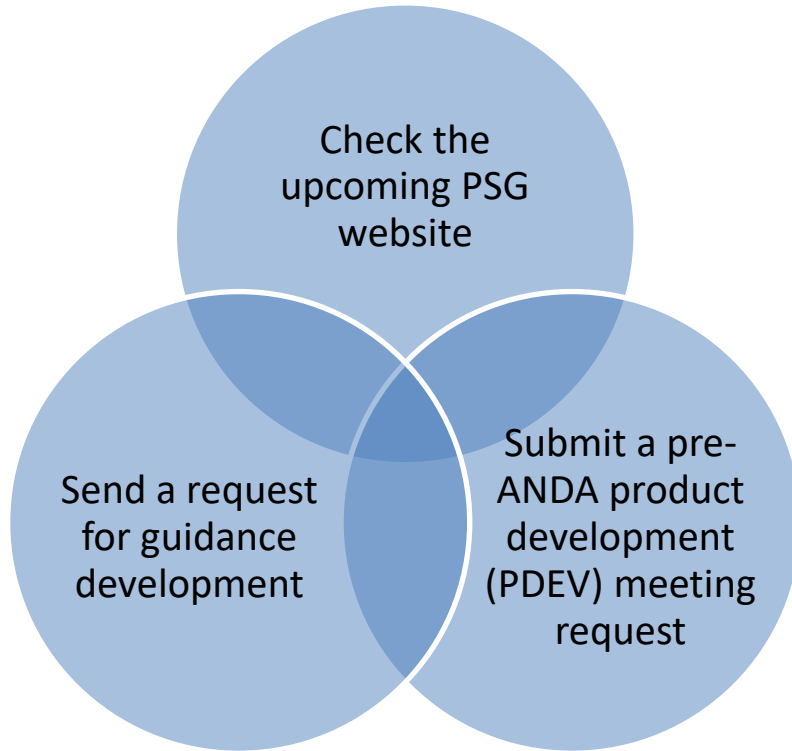 Check the
upcoming PSG
website
Send a request
for guidance
development
Submit a pre-
ANDA product
development
(PDEV) meeting
request